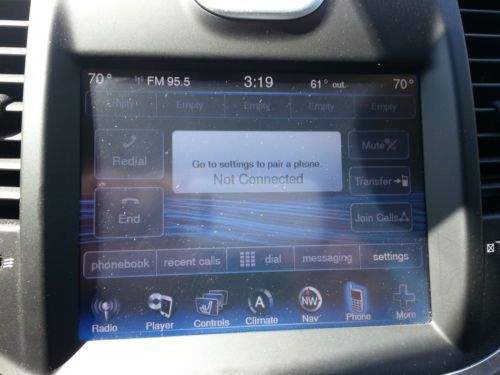 70° FM 95.5 3:19 61° out. 70°
Empty Empty Empty Empty Empty
Redial
Go to settings to pair a phone.
Not Connected
Mute
Transfer
End
Join Calls
phonebook recent calls dial messaging settings
A NW
Radio Player Controls Climate Nav Phone More